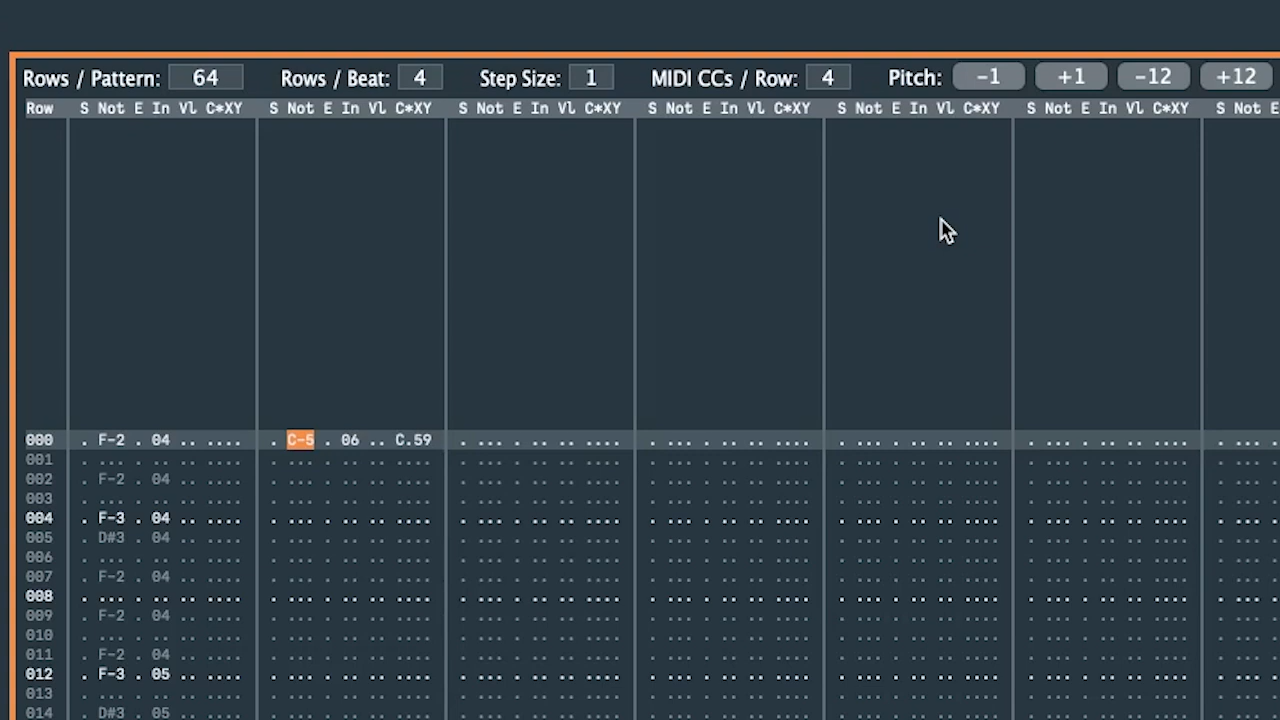 Rows / Pattern: 64 Rows / Beat: 4 Step Size: 1 MIDI CCs / Row: 4 Pitch: -1 +1 -12 +12
Row S Not E In Vl C*XY S Not E In Vl C*XY S Not E In Vl C*XY S Not E In Vl C*XY S Not E In Vl C*XY S Not E In Vl C*XY S Not E
000 . F-2 . 04 .. .... . C-5 . 06 .. C.59 . ... . .. .. .... . ... . .. .. .... . ... . .. .. .... . ... . .. .. .... . ... .
001 . ... . .. .. .... . ... . .. .. .... . ... . .. .. .... . ... . .. .. .... . ... . .. .. .... . ... . .. .. .... . ... .
002 . F-2 . 04 .. .... . ... . .. .. .... . ... . .. .. .... . ... . .. .. .... . ... . .. .. .... . ... . .. .. .... . ... .
003 . ... . .. .. .... . ... . .. .. .... . ... . .. .. .... . ... . .. .. .... . ... . .. .. .... . ... . .. .. .... . ... .
004 . F-3 . 04 .. .... . ... . .. .. .... . ... . .. .. .... . ... . .. .. .... . ... . .. .. .... . ... . .. .. .... . ... .
005 . D#3 . 04 .. .... . ... . .. .. .... . ... . .. .. .... . ... . .. .. .... . ... . .. .. .... . ... . .. .. .... . ... .
006 . ... . .. .. .... . ... . .. .. .... . ... . .. .. .... . ... . .. .. .... . ... . .. .. .... . ... . .. .. .... . ... .
007 . F-2 . 04 .. .... . ... . .. .. .... . ... . .. .. .... . ... . .. .. .... . ... . .. .. .... . ... . .. .. .... . ... .
008 . ... . .. .. .... . ... . .. .. .... . ... . .. .. .... . ... . .. .. .... . ... . .. .. .... . ... . .. .. .... . ... .
009 . F-2 . 04 .. .... . ... . .. .. .... . ... . .. .. .... . ... . .. .. .... . ... . .. .. .... . ... . .. .. .... . ... .
010 . ... . .. .. .... . ... . .. .. .... . ... . .. .. .... . ... . .. .. .... . ... . .. .. .... . ... . .. .. .... . ... .
011 . F-2 . 04 .. .... . ... . .. .. .... . ... . .. .. .... . ... . .. .. .... . ... . .. .. .... . ... . .. .. .... . ... .
012 . F-3 . 05 .. .... . ... . .. .. .... . ... . .. .. .... . ... . .. .. .... . ... . .. .. .... . ... . .. .. .... . ... .
013 . ... . .. .. .... . ... . .. .. .... . ... . .. .. .... . ... . .. .. .... . ... . .. .. .... . ... . .. .. .... . ... .
014 . D#3 . 05 .. .... . ... . .. .. .... . ... . .. .. .... . ... . .. .. .... . ... . .. .. .... . ... . .. .. .... . ... .